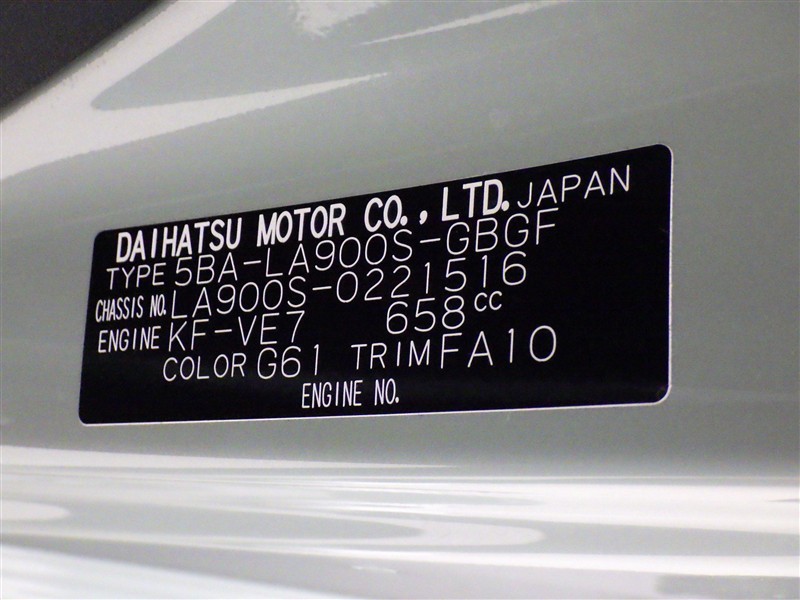 DAIHATSU MOTOR CO., LTD. JAPAN
TYPE 5BA-LA900S-GBGF
CHASSIS NO. LA900S-0221516
ENGINE KF-VE7 658cc
COLOR G61 TRIM FA10
ENGINE NO.